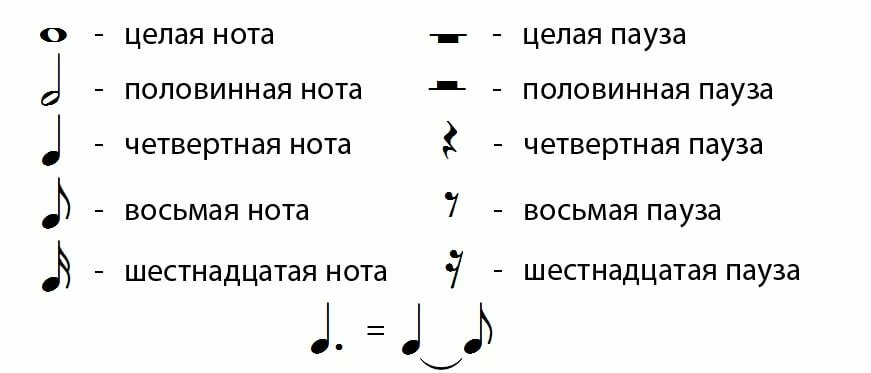 - целая нота - целая пауза
- половинная нота - половинная пауза
- четвертная нота - четвертная пауза
- восьмая нота - восьмая пауза
- шестнадцатая нота - шестнадцатая пауза
=